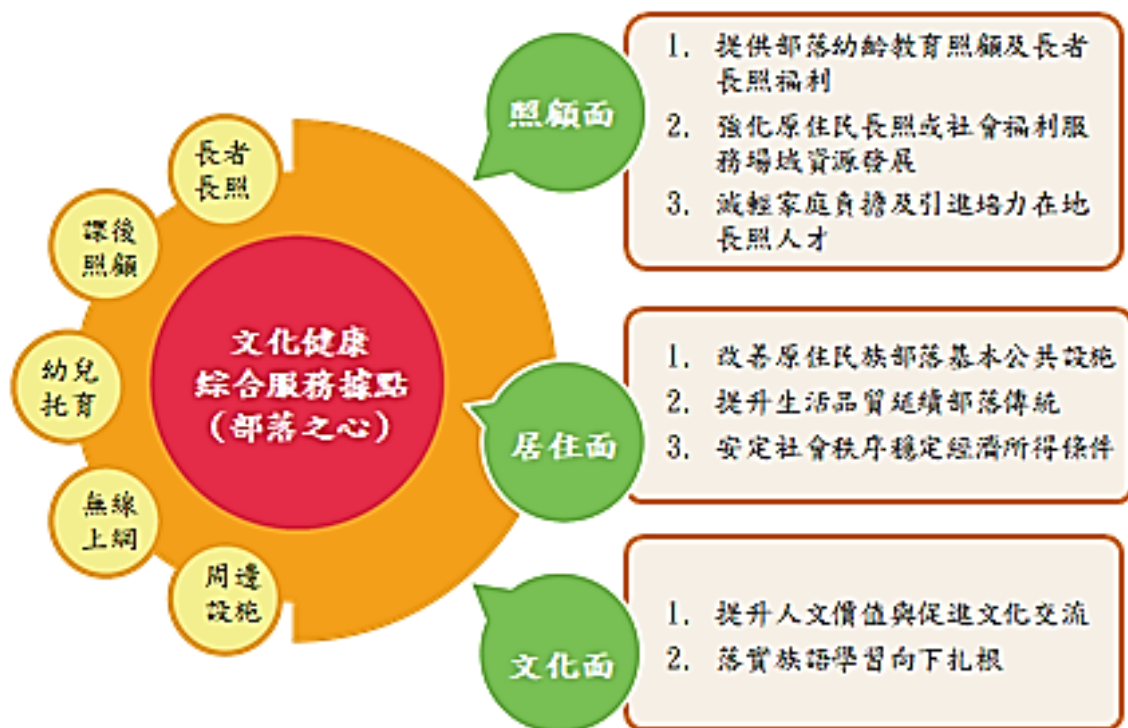 長者
長照
課後
照顧
幼兒
托育
無線
上網
周邊
設施
文化健康
綜合服務據點
(部落之心)
照顧面
1. 提供部落幼齡教育照顧及長者
長照福利
2. 強化原住民長照或社會福利服
務場域資源發展
3. 減輕家庭負擔及引進培力在地
長照人才
居住面
1. 改善原住民族部落基本公共設施
2. 提升生活品質延續部落傳統
3. 安定社會秩序穩定經濟所得條件
文化面
1. 提升人文價值與促進文化交流
2. 落實族語學習向下扎根